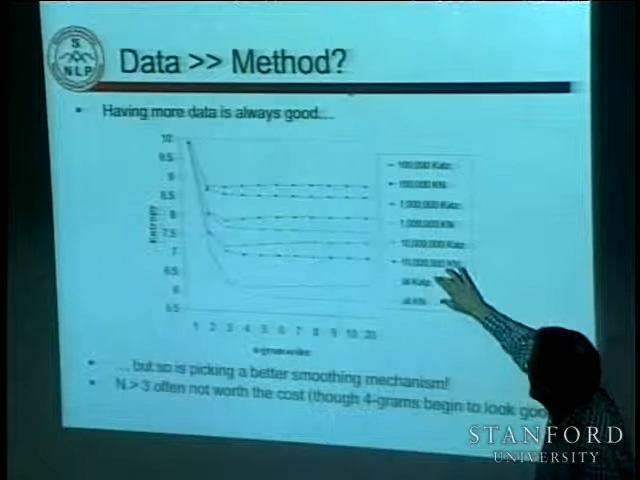 S
NLP
Data >> Method?
• Having more data is always good...
10
9.5
9
8.5
8
7.5
7
6.5
6
5.5
Entropy
1 2 3 4 5 6 7 8 9 10 20
n-gram order
100,000 Katz
100,000 KN
1,000,000 Katz
1,000,000 KN
10,000,000 Katz
10,000,000 KN
all Katz
all KN
• ... but so is picking a better smoothing mechanism!
• N > 3 often not worth the cost (though 4-grams begin to look goo
STANFORD
UNIVERSITY